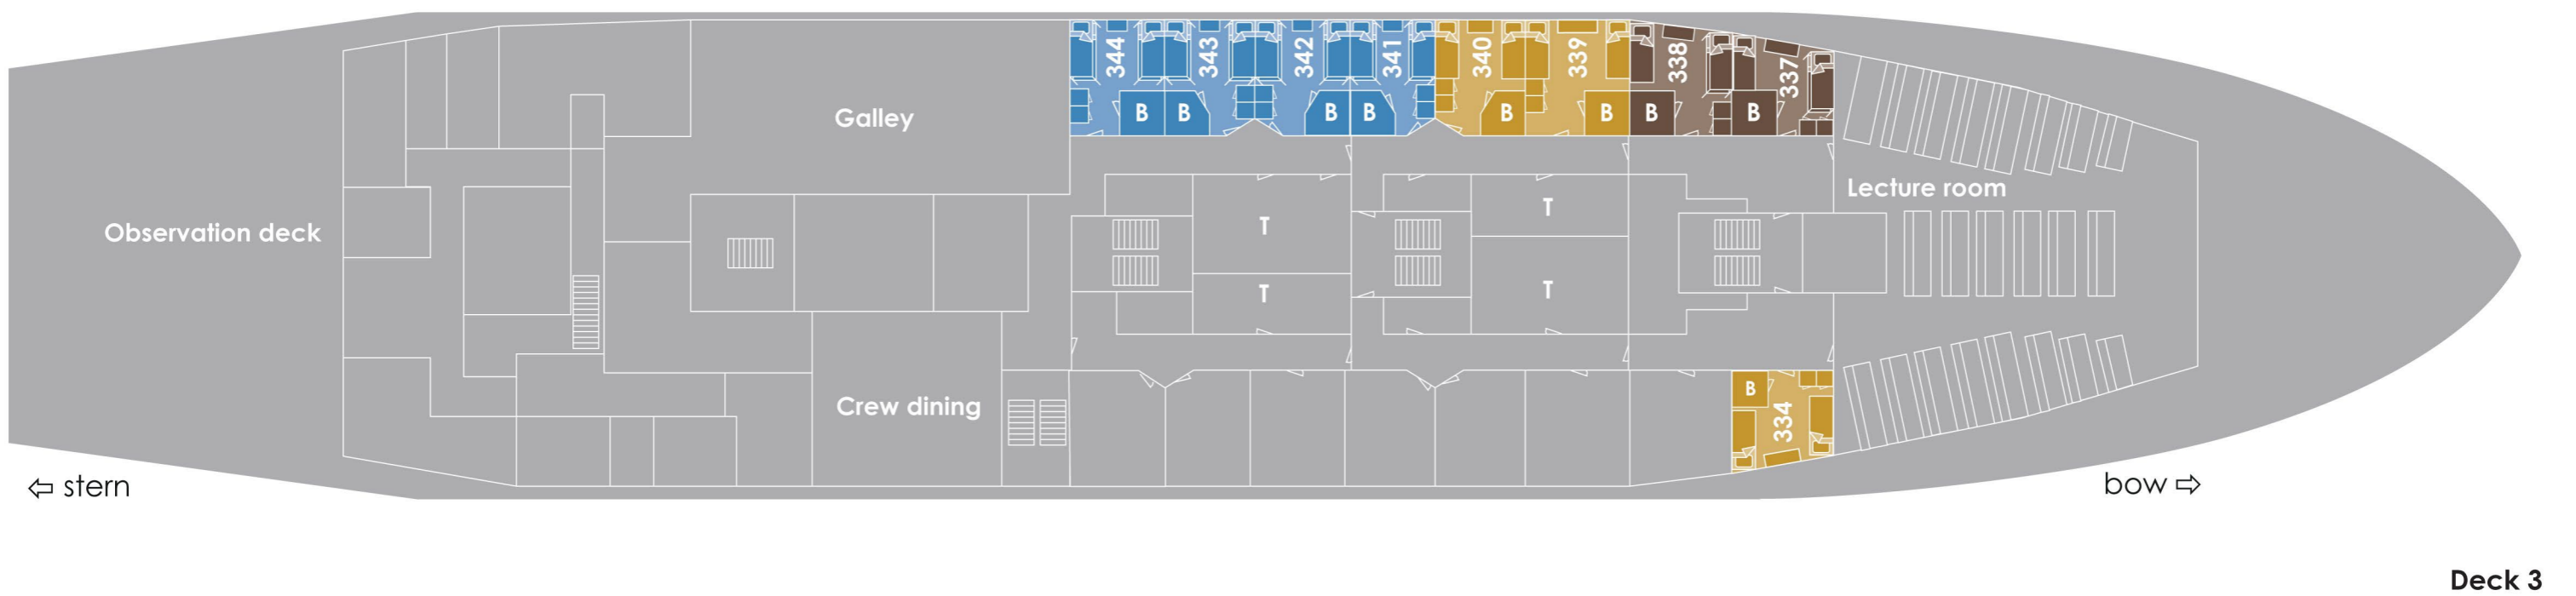 344
343
342
341
340
339
338
337
B
B
B
B
B
B
B
B
Galley
Observation deck
Lecture room
T
T
T
T
Crew dining
B
334
stern
bow
Deck 3